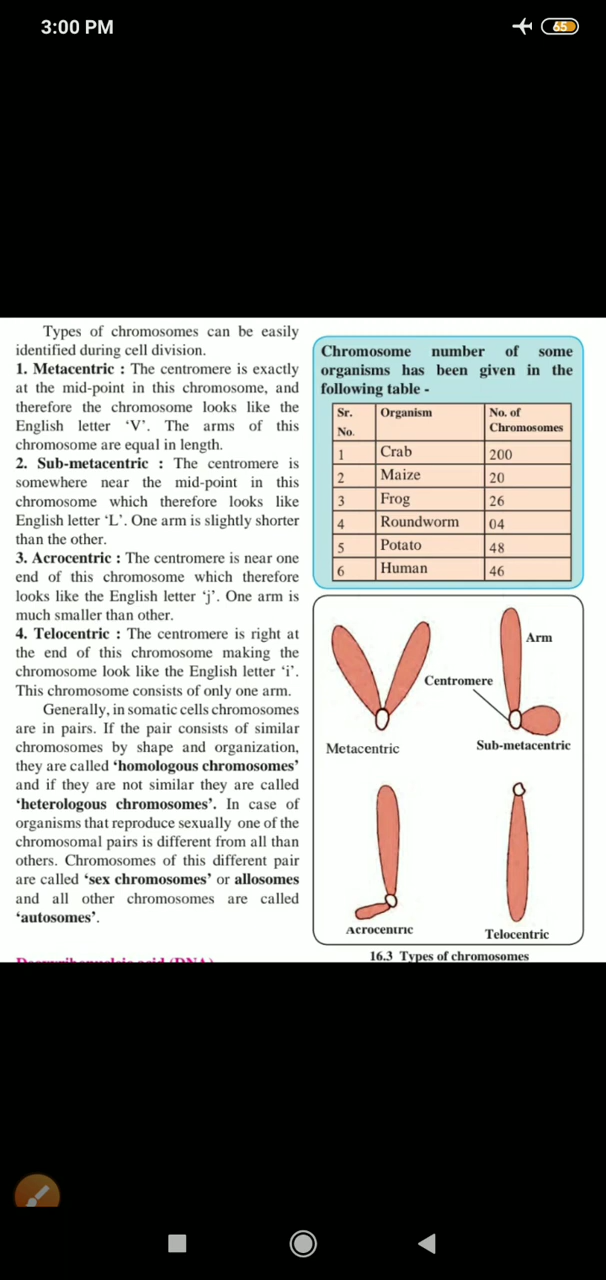 3:00 PM
65
Types of chromosomes can be easily
identified during cell division.
1. Metacentric : The centromere is exactly
at the mid-point in this chromosome, and
therefore the chromosome looks like the
English letter ‘V’. The arms of this
chromosome are equal in length.
2. Sub-metacentric : The centromere is
somewhere near the mid-point in this
chromosome which therefore looks like
English letter ‘L’. One arm is slightly shorter
than the other.
3. Acrocentric : The centromere is near one
end of this chromosome which therefore
looks like the English letter ‘j’. One arm is
much smaller than other.
4. Telocentric : The centromere is right at
the end of this chromosome making the
chromosome look like the English letter ‘i’.
This chromosome consists of only one arm.
Generally, in somatic cells chromosomes
are in pairs. If the pair consists of similar
chromosomes by shape and organization,
they are called ‘homologous chromosomes’
and if they are not similar they are called
‘heterologous chromosomes’. In case of
organisms that reproduce sexually one of the
chromosomal pairs is different from all than
others. Chromosomes of this different pair
are called ‘sex chromosomes’ or allosomes
and all other chromosomes are called
‘autosomes’.
Deoxyribonucleic acid (DNA)
Chromosome number of some
organisms has been given in the
following table -
Sr. No. Organism No. of Chromosomes
1 Crab 200
2 Maize 20
3 Frog 26
4 Roundworm 04
5 Potato 48
6 Human 46
Arm
Centromere
Metacentric Sub-metacentric
Acrocentric Telocentric
16.3 Types of chromosomes